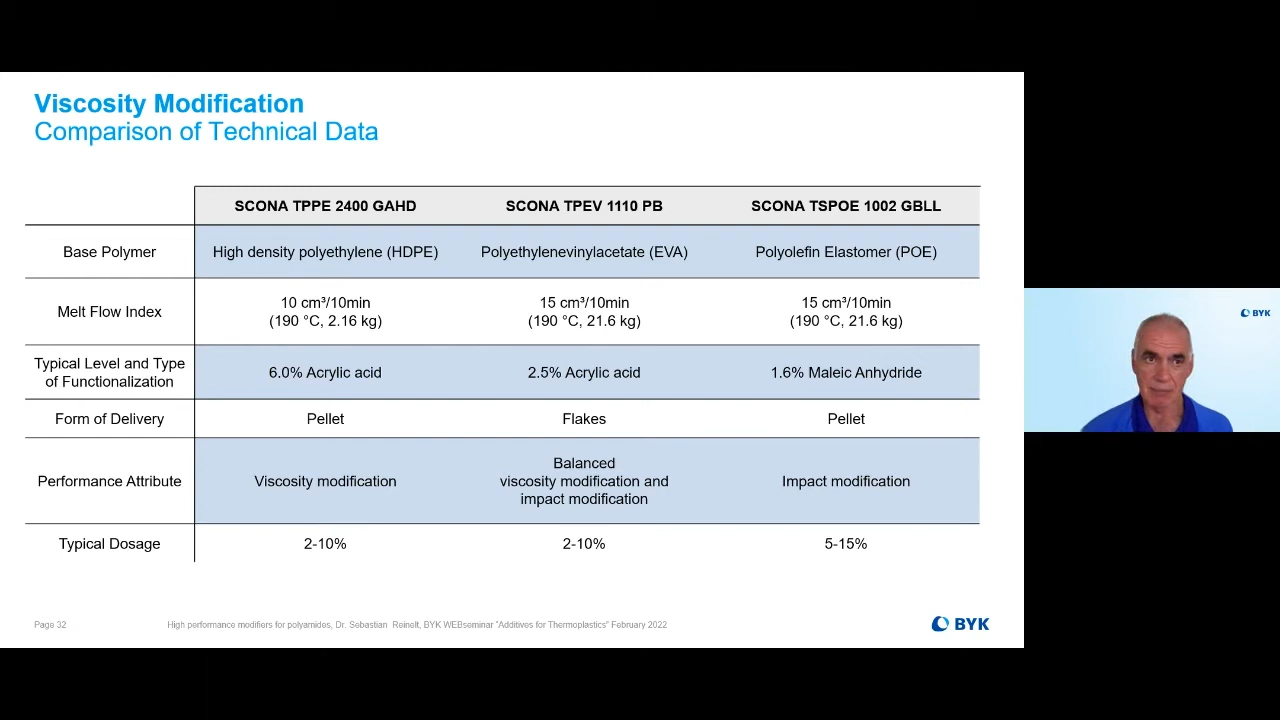 Viscosity Modification
Comparison of Technical Data
SCONA TPPE 2400 GAHD SCONA TPEV 1110 PB SCONA TSPOE 1002 GBLL
Base Polymer High density polyethylene (HDPE) Polyethylenevinylacetate (EVA) Polyolefin Elastomer (POE)
Melt Flow Index 10 cm³/10min (190 °C, 2.16 kg) 15 cm³/10min (190 °C, 21.6 kg) 15 cm³/10min (190 °C, 21.6 kg)
Typical Level and Type of Functionalization 6.0% Acrylic acid 2.5% Acrylic acid 1.6% Maleic Anhydride
Form of Delivery Pellet Flakes Pellet
Performance Attribute Viscosity modification Balanced viscosity modification and impact modification Impact modification
Typical Dosage 2-10% 2-10% 5-15%
Page 32 High performance modifiers for polyamides, Dr. Sebastian Reinelt, BYK WEBseminar "Additives for Thermoplastics" February 2022
BYK
BYK